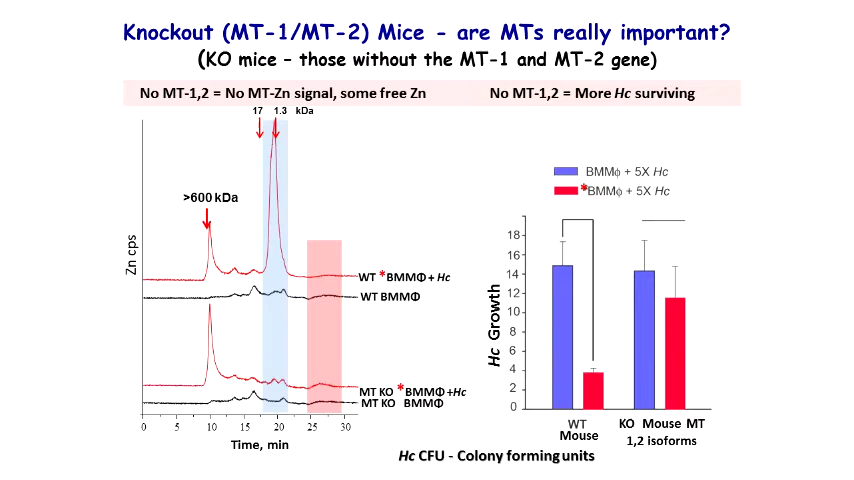 Knockout (MT-1/MT-2) Mice - are MTs really important?
(KO mice – those without the MT-1 and MT-2 gene)
No MT-1,2 = No MT-Zn signal, some free Zn
No MT-1,2 = More Hc surviving
17 1.3 kDa
>600 kDa
Zn cps
WT *BMMΦ + Hc
WT BMMΦ
MT KO *BMMΦ +Hc
MT KO BMMΦ
0 5 10 15 20 25 30
Time, min
BMMϕ + 5X Hc
*BMMϕ + 5X Hc
Hc Growth
18
16
14
12
10
8
6
4
2
0
WT
Mouse
KO Mouse MT
1,2 isoforms
Hc CFU - Colony forming units